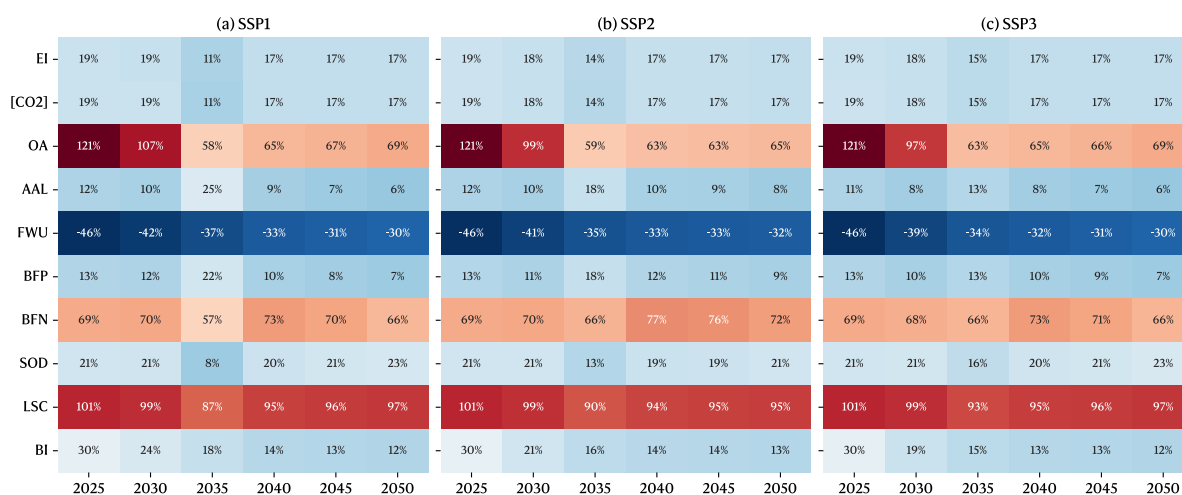 (a) SSP1 (b) SSP2 (c) SSP3
EI 19% 19% 11% 17% 17% 17% 19% 18% 14% 17% 17% 17% 19% 18% 15% 17% 17% 17%
[CO2] 19% 19% 11% 17% 17% 17% 19% 18% 14% 17% 17% 17% 19% 18% 15% 17% 17% 17%
OA 121% 107% 58% 65% 67% 69% 121% 99% 59% 63% 63% 65% 121% 97% 63% 65% 66% 69%
AAL 12% 10% 25% 9% 7% 6% 12% 10% 18% 10% 9% 8% 11% 8% 13% 8% 7% 6%
FWU -46% -42% -37% -33% -31% -30% -46% -41% -35% -33% -33% -32% -46% -39% -34% -32% -31% -30%
BFP 13% 12% 22% 10% 8% 7% 13% 11% 18% 12% 11% 9% 13% 10% 13% 10% 9% 7%
BFN 69% 70% 57% 73% 70% 66% 69% 70% 66% 77% 76% 72% 69% 68% 66% 73% 71% 66%
SOD 21% 21% 8% 20% 21% 23% 21% 21% 13% 19% 19% 21% 21% 21% 16% 20% 21% 23%
LSC 101% 99% 87% 95% 96% 97% 101% 99% 90% 94% 95% 95% 101% 99% 93% 95% 96% 97%
BI 30% 24% 18% 14% 13% 12% 30% 21% 16% 14% 14% 13% 30% 19% 15% 13% 13% 12%
2025 2030 2035 2040 2045 2050 2025 2030 2035 2040 2045 2050 2025 2030 2035 2040 2045 2050